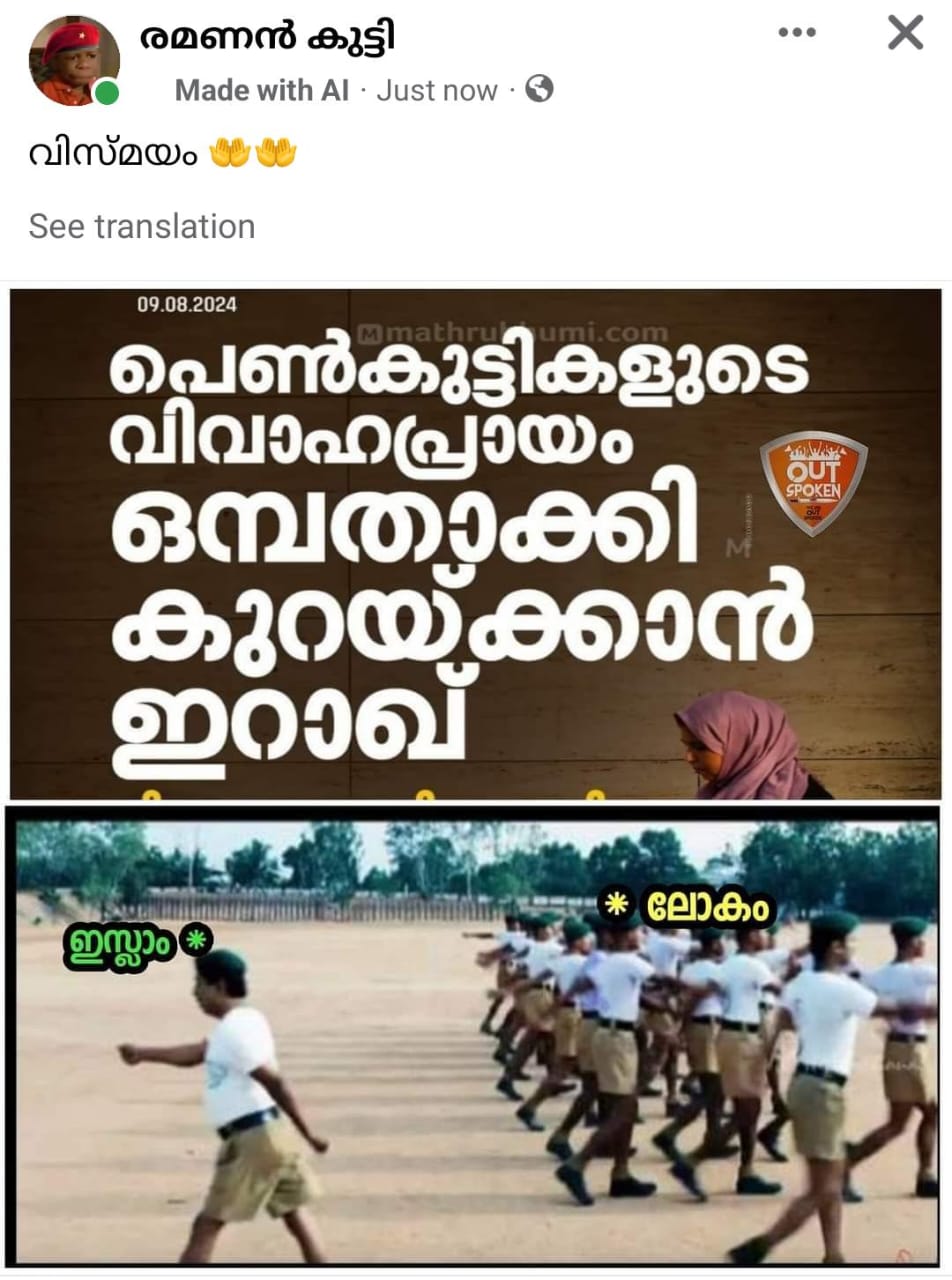 രമണൻ കുട്ടി
Made with AI · Just now ·
വിസ്മയം 🤲🤲
See translation
09.08.2024
mathrubhumi.com
പെൺകുട്ടികളുടെ
വിവാഹപ്രായം
ഒമ്പതാക്കി
കുറയ്ക്കാൻ
ഇറാഖ്
OUT
SPOKEN
ഇസ്ലാം *
* ലോകം